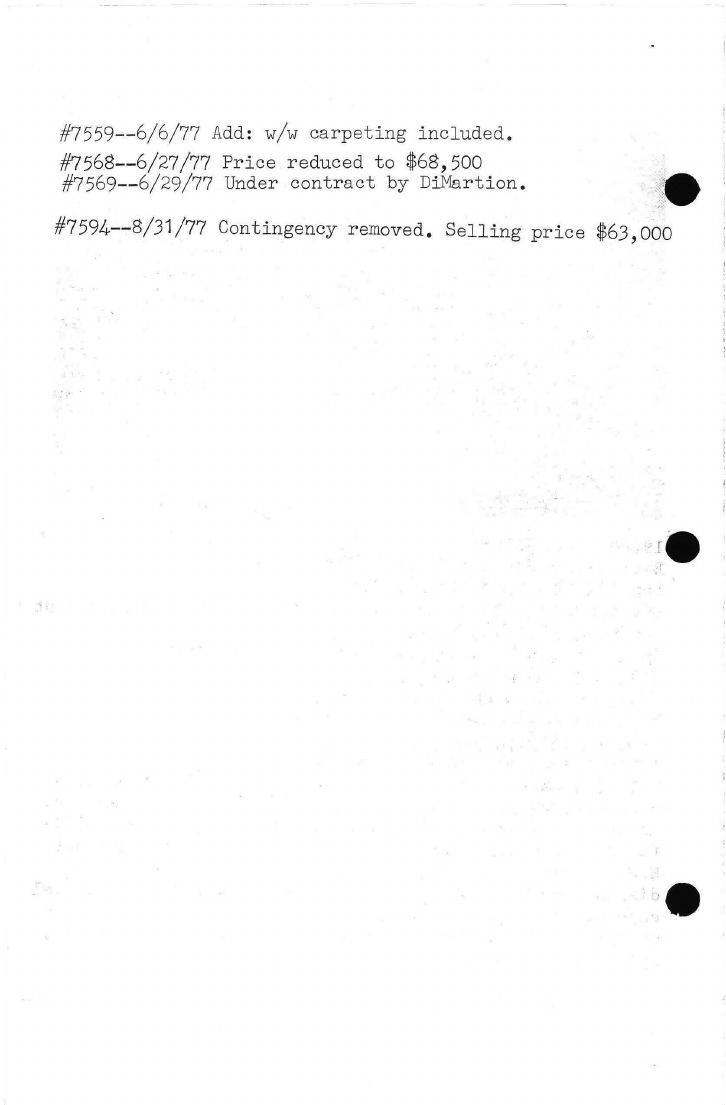 #7559--6/6/77 Add: w/w carpeting included.
#7568--6/27/77 Price reduced to $68,500
#7569--6/29/77 Under contract by DiMartion.
#7594--8/31/77 Contingency removed. Selling price $63,000